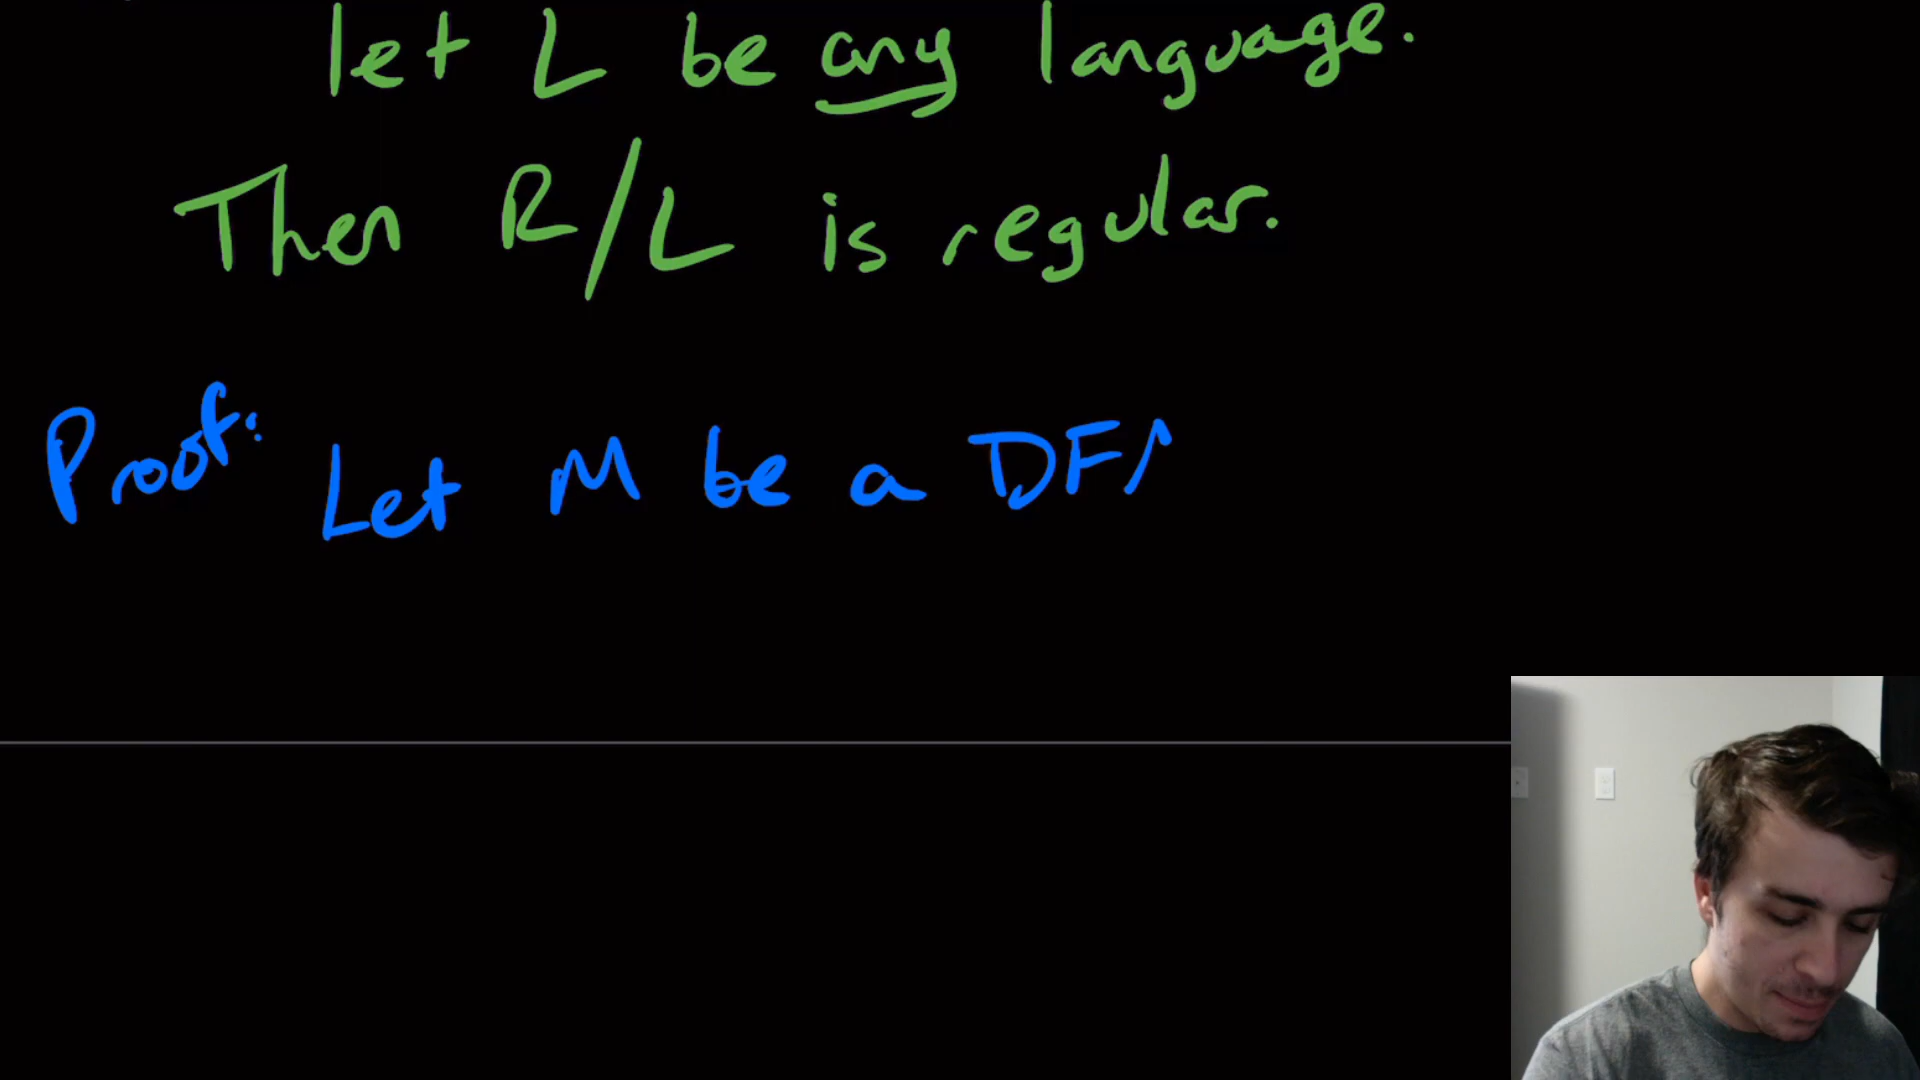 let L be any language.
Then R/L is regular.
Proof: Let M be a DFA